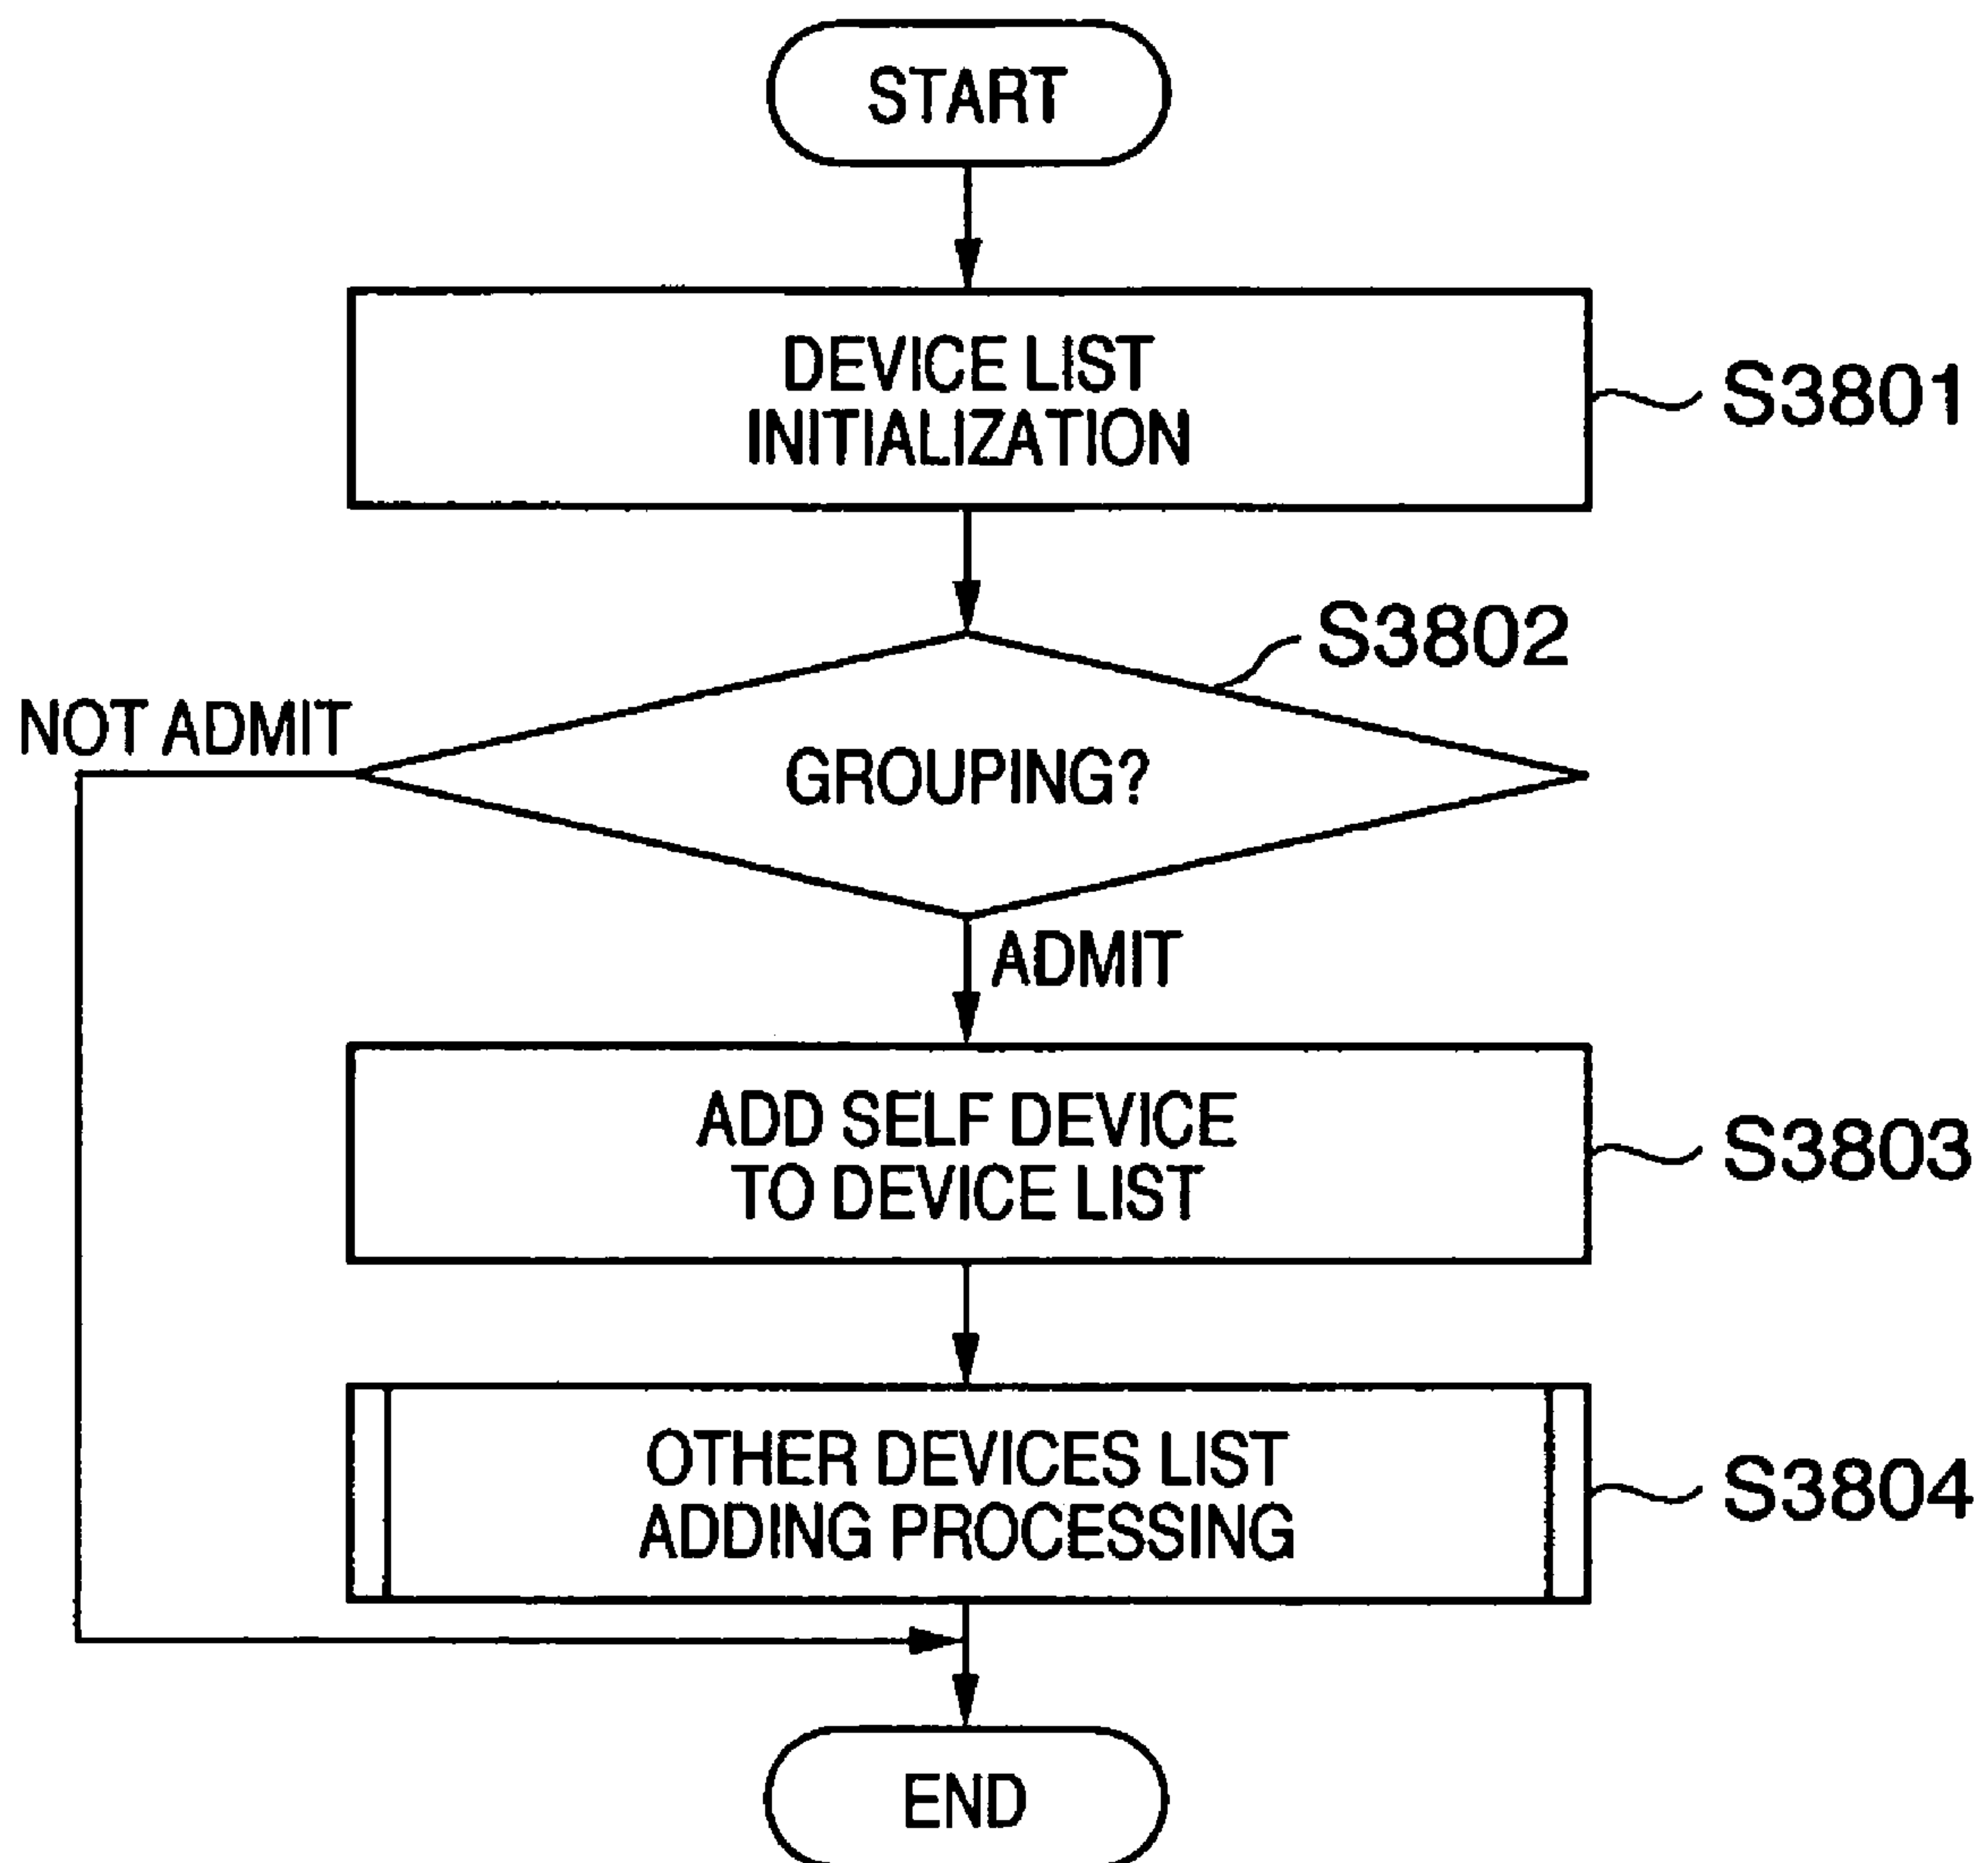 START
DEVICE LIST
INITIALIZATION
S3801
S3802
NOT ADMIT
GROUPING?
ADMIT
ADD SELF DEVICE
TO DEVICE LIST
S3803
OTHER DEVICES LIST
ADDING PROCESSING
S3804
END